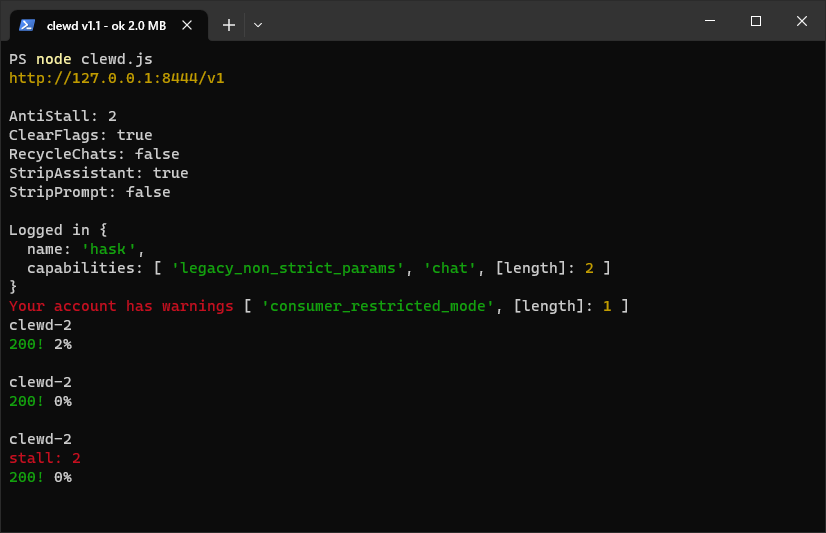 clewd v1.1 - ok 2.0 MB
PS node clewd.js
http://127.0.0.1:8444/v1
AntiStall: 2
ClearFlags: true
RecycleChats: false
StripAssistant: true
StripPrompt: false
Logged in {
  name: 'hask',
  capabilities: [ 'legacy_non_strict_params', 'chat', [length]: 2 ]
}
Your account has warnings [ 'consumer_restricted_mode', [length]: 1 ]
clewd-2
200! 2%
clewd-2
200! 0%
clewd-2
stall: 2
200! 0%